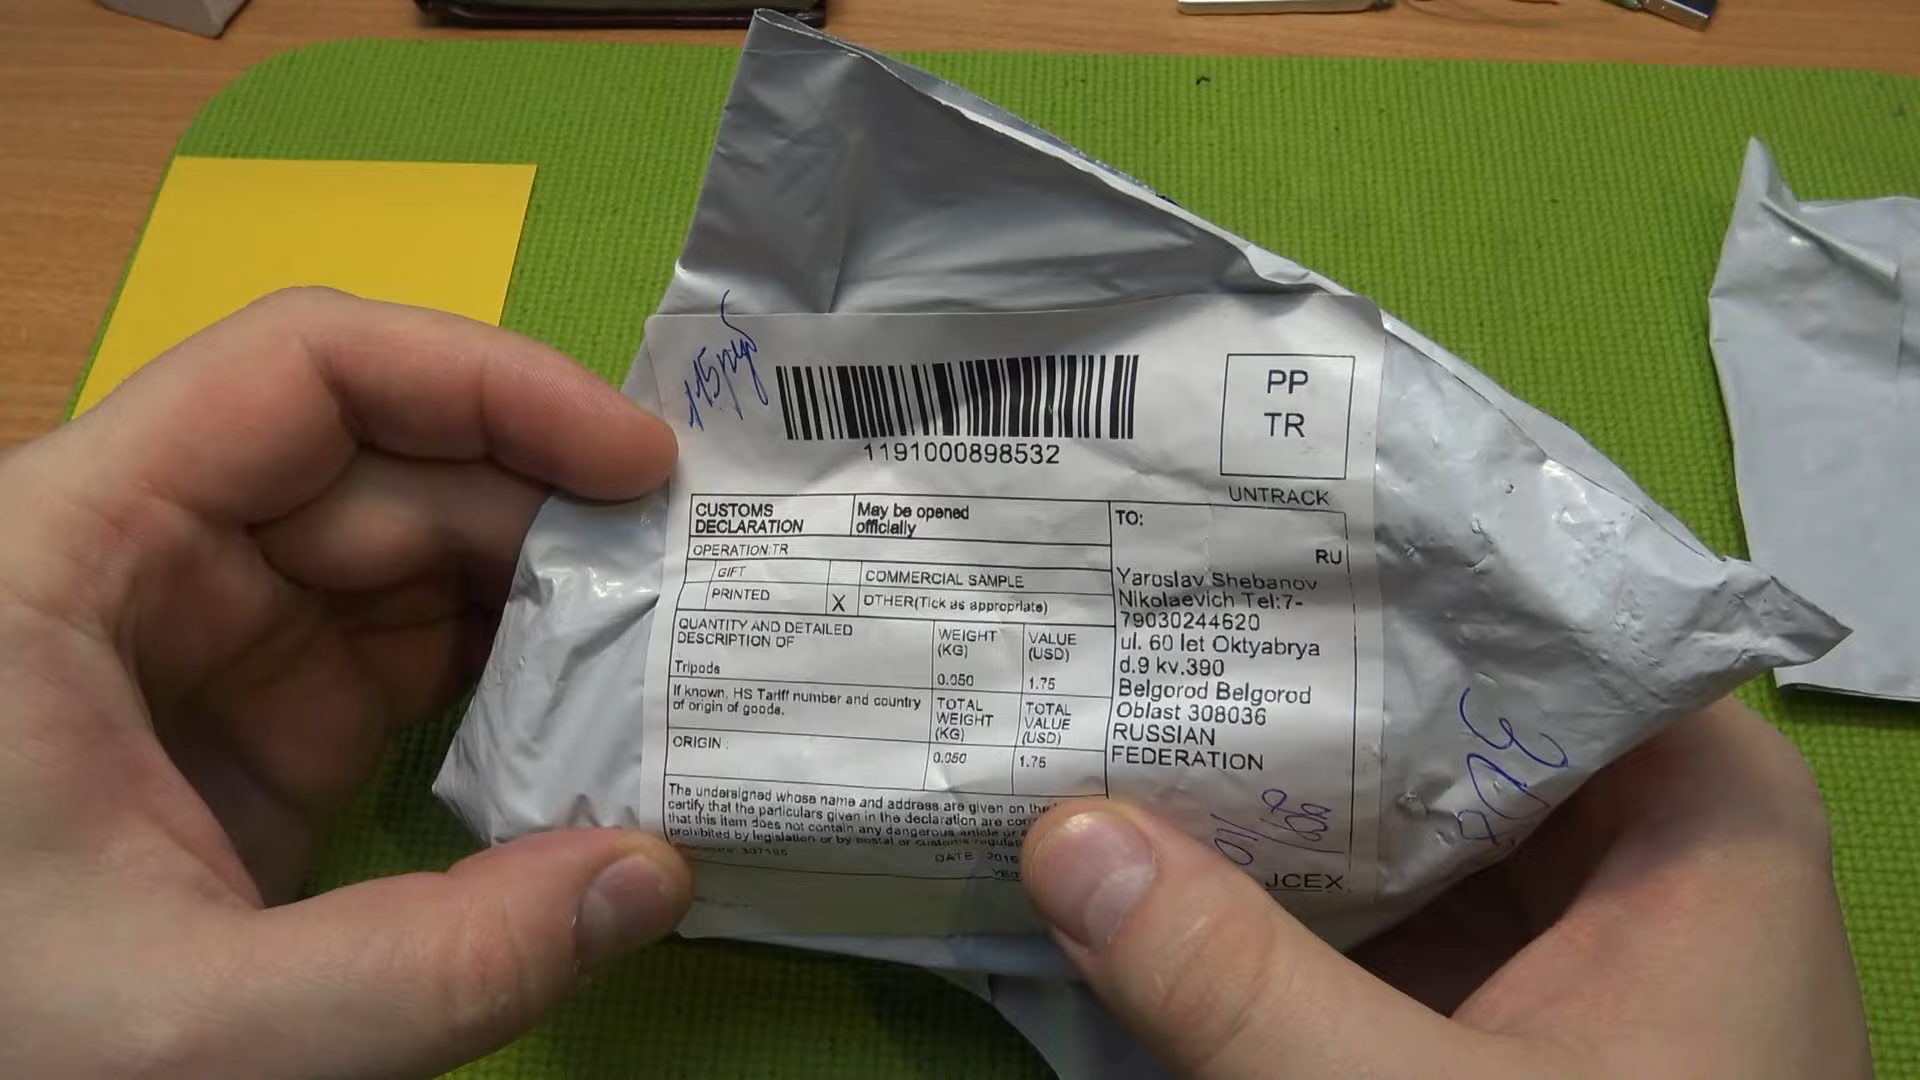 115руб
1191000898532
PP
TR
UNTRACK
CUSTOMS
DECLARATION
May be opened
officially
OPERATION:TR
GIFT
COMMERCIAL SAMPLE
PRINTED
X
OTHER(Tick as appropriate)
QUANTITY AND DETAILED
DESCRIPTION OF
WEIGHT
(KG)
VALUE
(USD)
Tripods
0.050
1.75
If known, HS Tariff number and country
of origin of goods.
TOTAL
WEIGHT
(KG)
TOTAL
VALUE
(USD)
ORIGIN :
0.050
1.75
The undersigned whose name and address are given on the
certify that the particulars given in the declaration are
that this item does not contain any dangerous article or
prohibited by legislation or by postal or customs
307195
DATE : 2016
TO:
RU
Yaroslav Shebanov
Nikolaevich Tel:7-
79030244620
ul. 60 let Oktyabrya
d.9 kv.390
Belgorod Belgorod
Oblast 308036
RUSSIAN
FEDERATION
JCEX